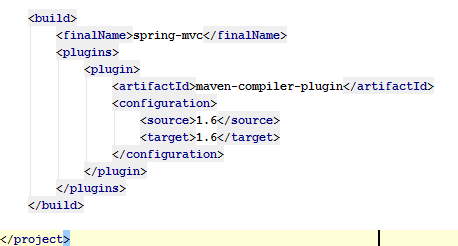 <build>
<finalName>spring-mvc</finalName>
<plugins>
<plugin>
<artifactId>maven-compiler-plugin</artifactId>
<configuration>
<source>1.6</source>
<target>1.6</target>
</configuration>
</plugin>
</plugins>
</build>
</project>